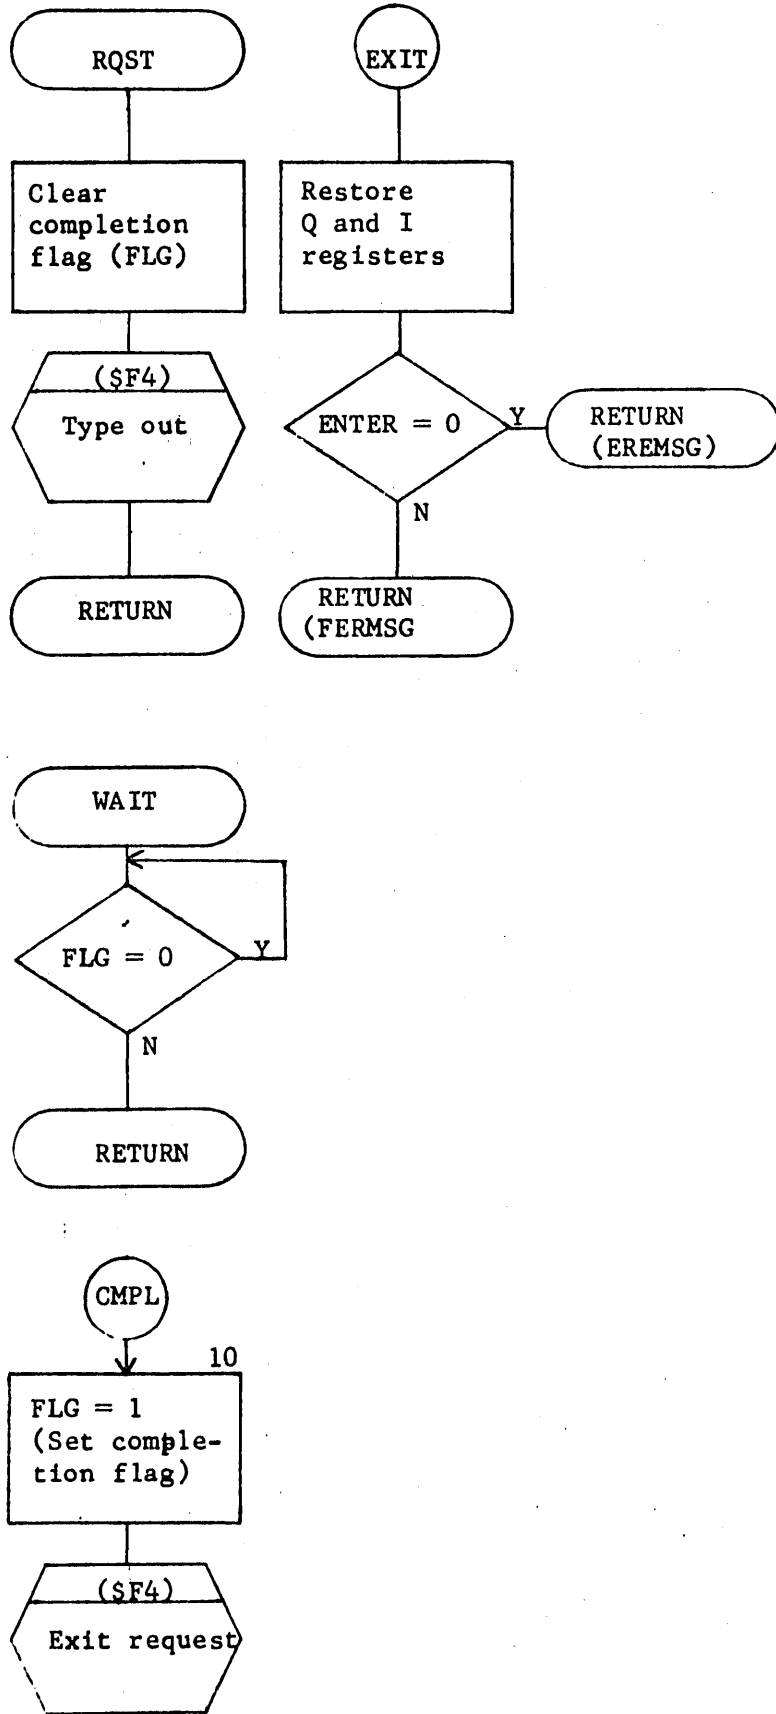 RQST
Clear
completion
flag (FLG)
($F4)
Type out
RETURN
EXIT
Restore
Q and I
registers
ENTER = 0
Y
RETURN
(EREMSG)
N
RETURN
(FERMSG
WAIT
FLG = 0
Y
N
RETURN
CMPL
10
FLG = 1
(Set comple-
tion flag)
($F4)
Exit request